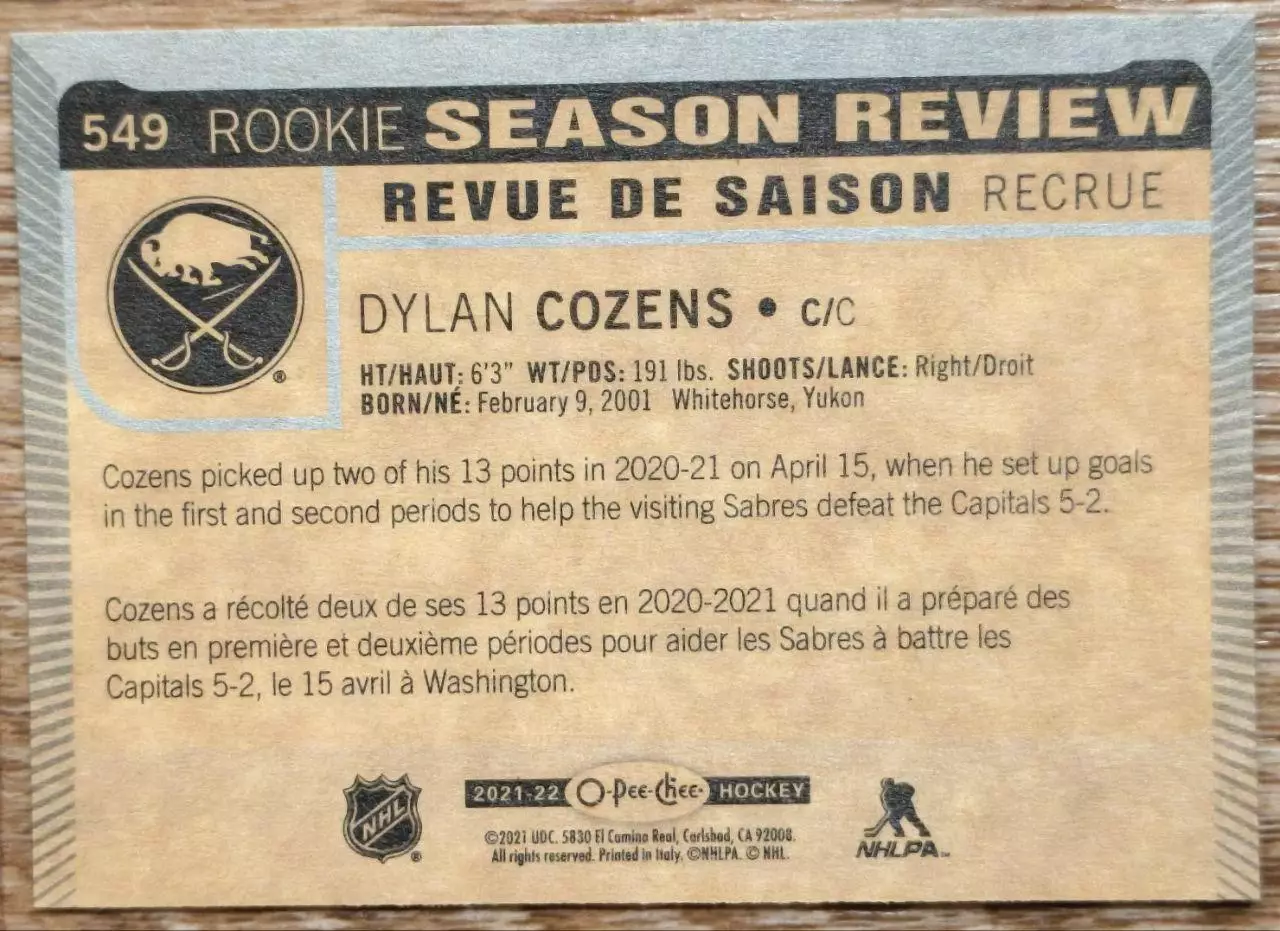 549 ROOKIE SEASON REVIEW
REVUE DE SAISON RECRUE
DYLAN COZENS • C/C
HT/HAUT: 6'3" WT/PDS: 191 lbs. SHOOTS/LANCE: Right/Droit
BORN/NÉ: February 9, 2001 Whitehorse, Yukon
®
Cozens picked up two of his 13 points in 2020-21 on April 15, when he set up goals
in the first and second periods to help the visiting Sabres defeat the Capitals 5-2.
Cozens a récolté deux de ses 13 points en 2020-2021 quand il a préparé des
buts en première et deuxième périodes pour aider les Sabres à battre les
Capitals 5-2, le 15 avril à Washington.
NHL ®
2021-22 O-Pee-Chee HOCKEY
©2021 UDC. 5830 El Camino Real, Carlsbad, CA 92008.
All rights reserved. Printed in Italy. ©NHLPA. © NHL.
NHLPA™